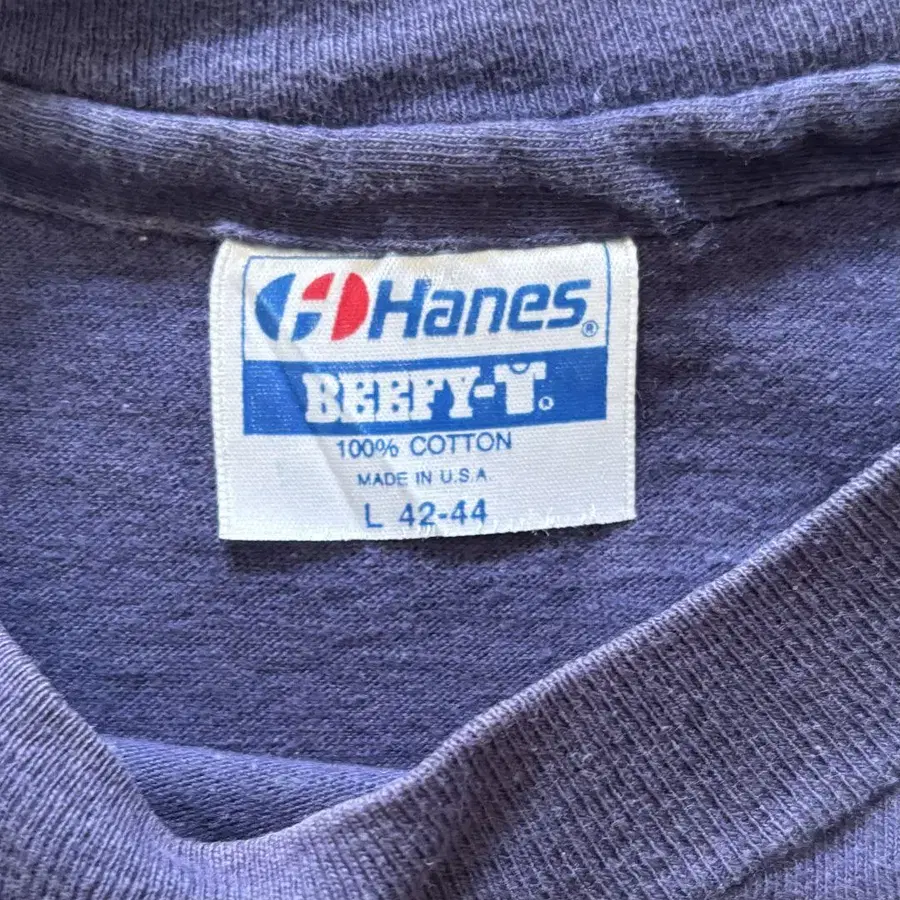 Hanes®
BEEFY-T®
100% COTTON
MADE IN U.S.A.
L 42-44